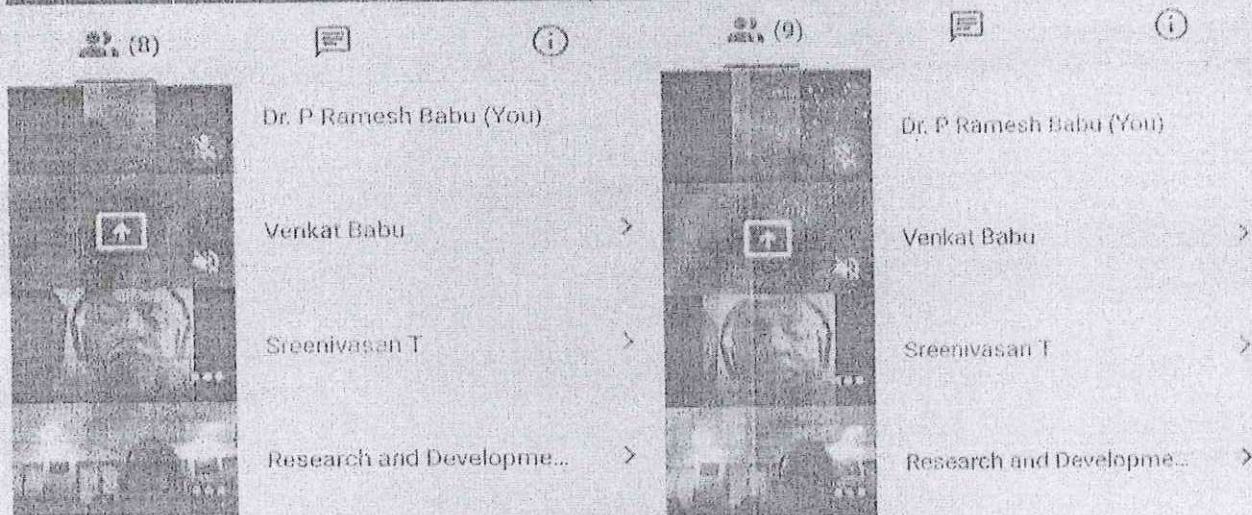 (8)
Dr. P Ramesh Babu (You)
Venkat Babu
Sreenivasan T
Research and Developme...
(9)
Dr. P Ramesh Babu (You)
Venkat Babu
Sreenivasan T
Research and Developme...